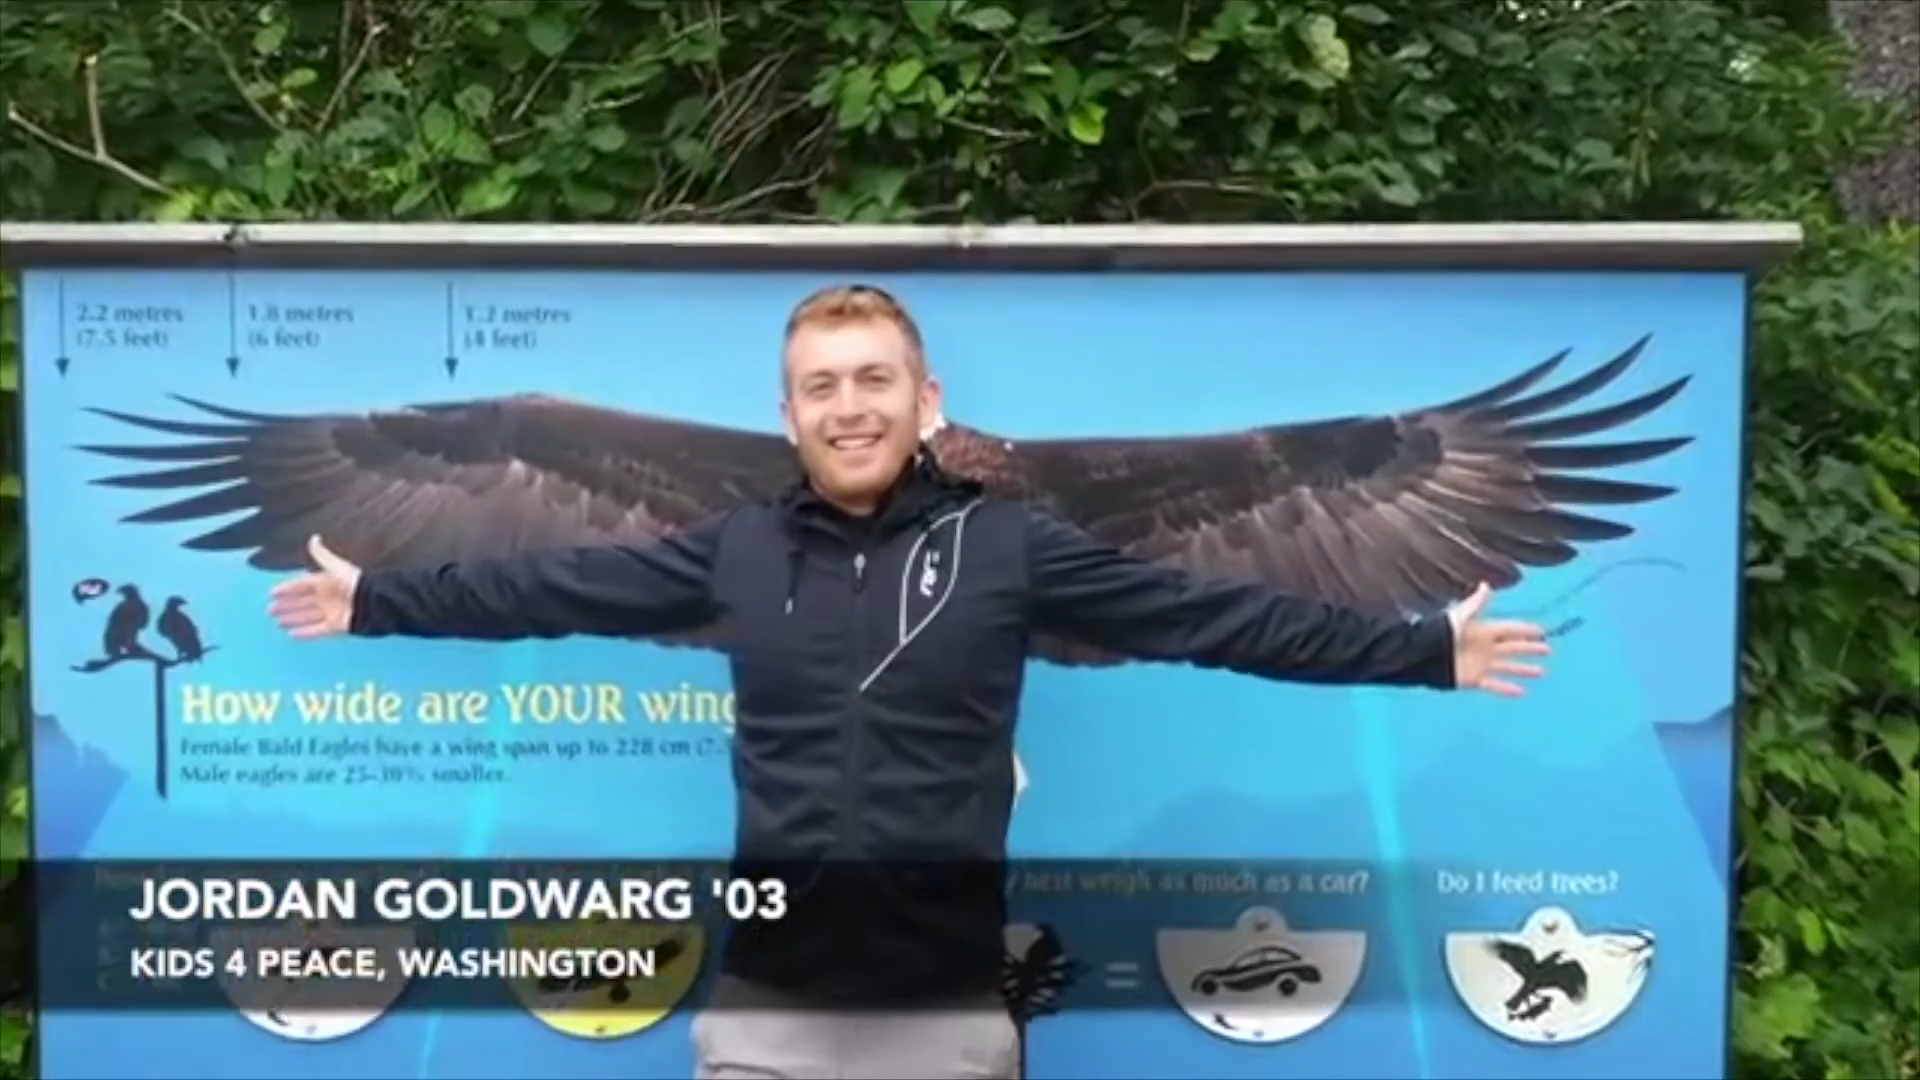 2.2 metres
(7.5 feet)
1.8 metres
(6 feet)
1.2 metres
(4 feet)
How wide are YOUR wing
Female Bald Eagles have a wing span up to 228 cm (7.
Male eagles are 25-30% smaller.
nest weigh as much as a car?
Do I feed trees?
=
JORDAN GOLDWARG '03
KIDS 4 PEACE, WASHINGTON